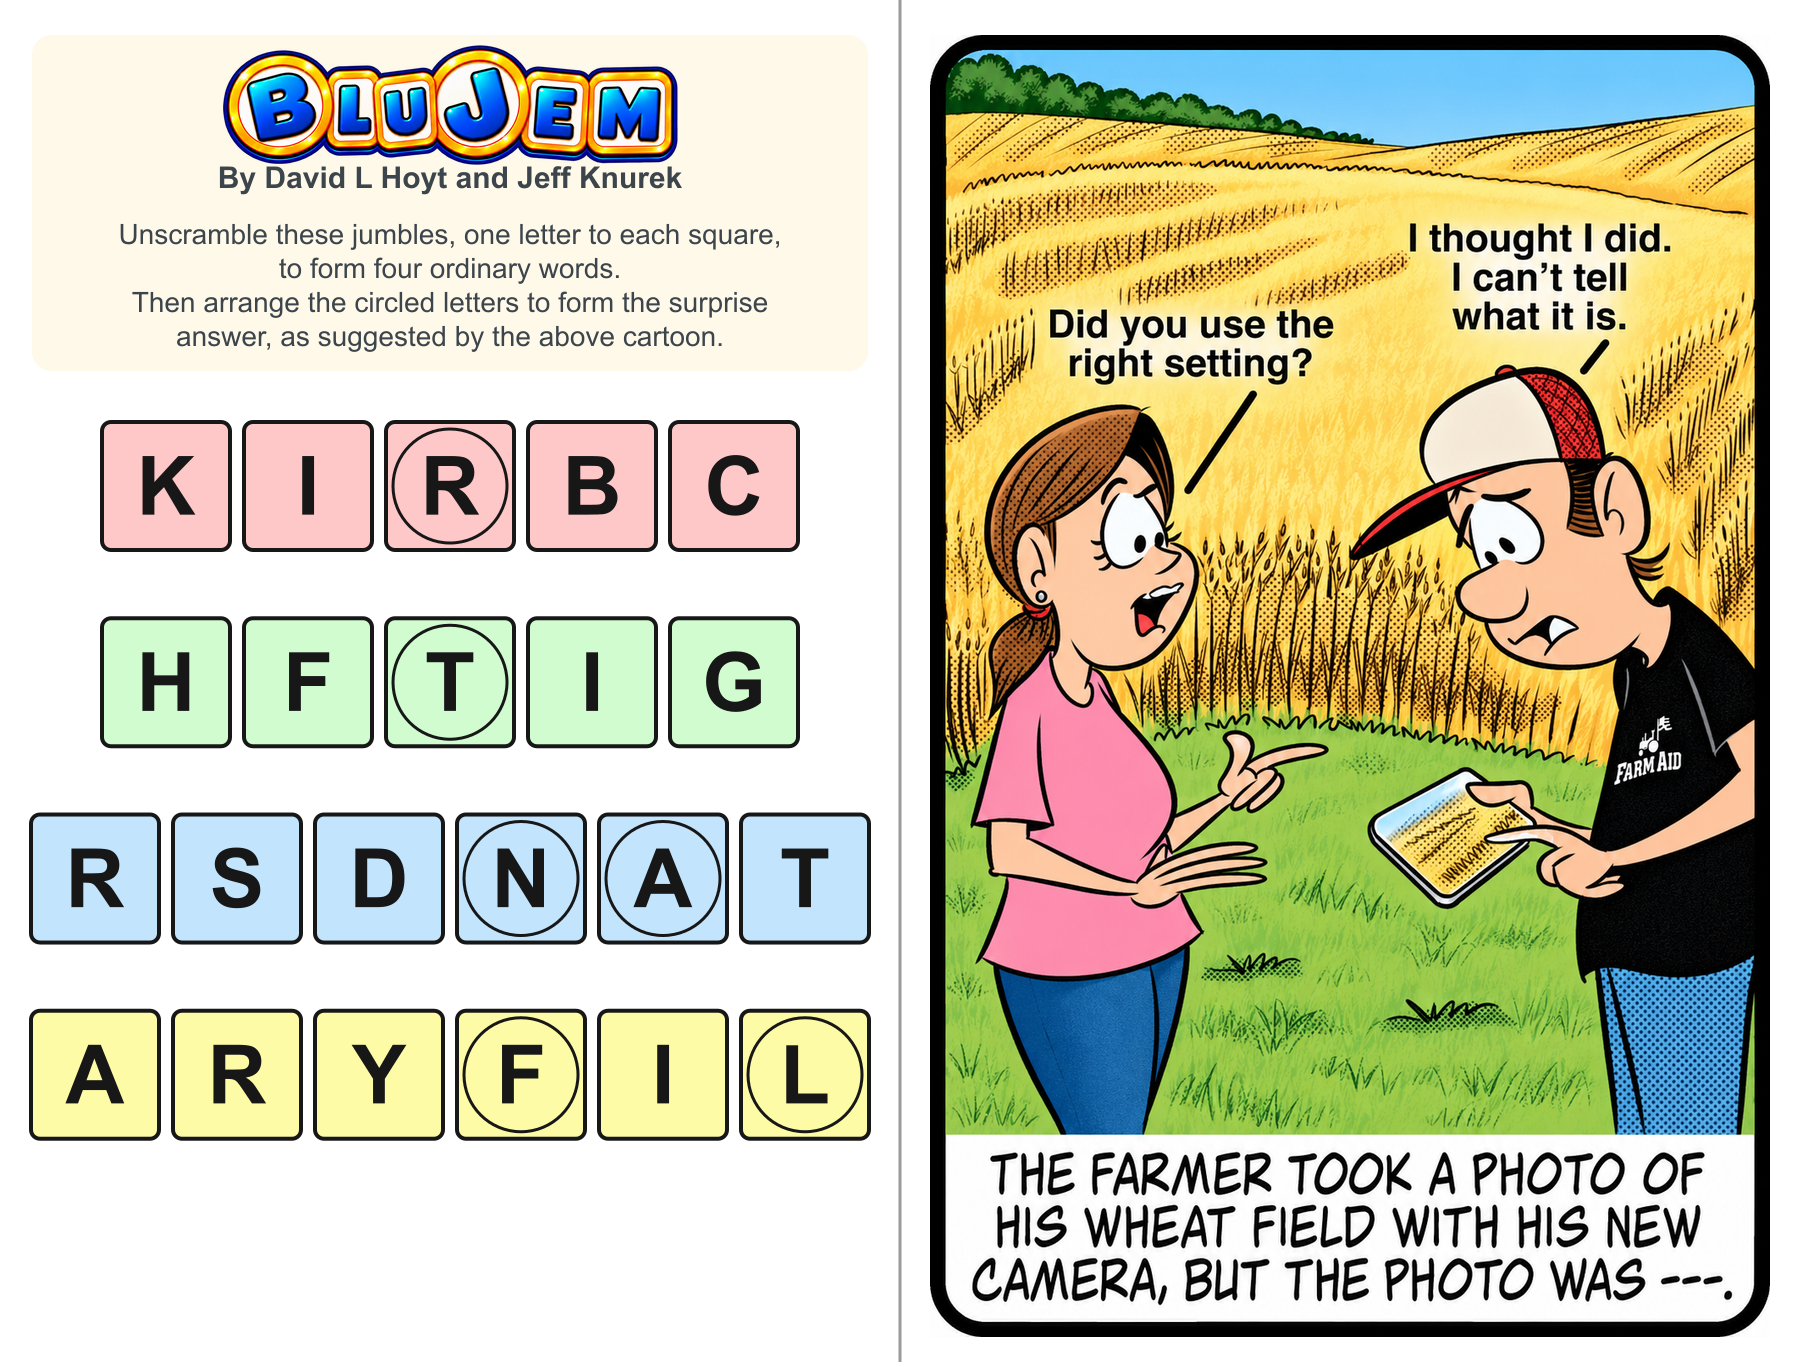 BLUJEM
By David L Hoyt and Jeff Knurek
Unscramble these jumbles, one letter to each square,
to form four ordinary words.
Then arrange the circled letters to form the surprise
answer, as suggested by the above cartoon.
K I R B C
H F T I G
R S D N A T
A R Y F I L
I thought I did.
I can’t tell
what it is.
Did you use the
right setting?
FARM AID
THE FARMER TOOK A PHOTO OF
HIS WHEAT FIELD WITH HIS NEW
CAMERA, BUT THE PHOTO WAS ---.